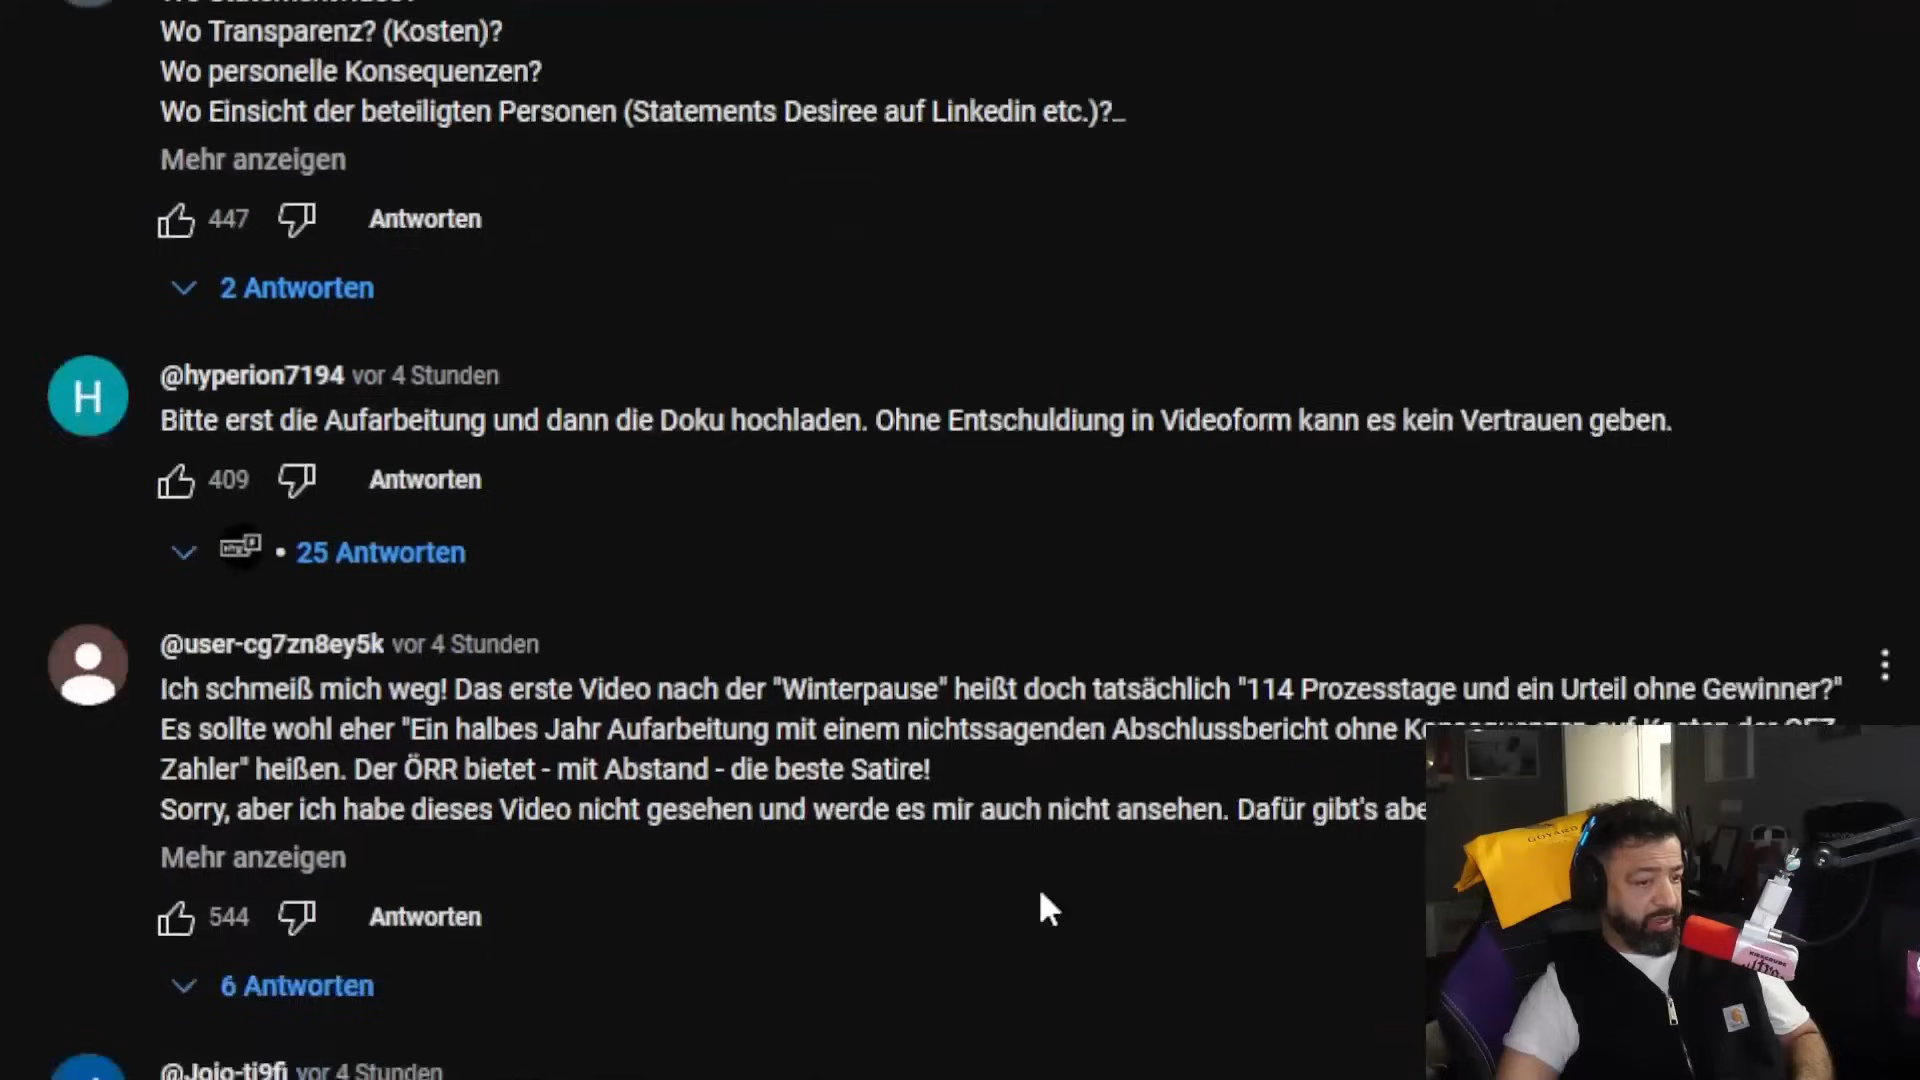 Wo Transparenz? (Kosten)?
Wo personelle Konsequenzen?
Wo Einsicht der beteiligten Personen (Statements Desiree auf Linkedin etc.)?...
Mehr anzeigen
447 Antworten
2 Antworten
H
@hyperion7194 vor 4 Stunden
Bitte erst die Aufarbeitung und dann die Doku hochladen. Ohne Entschuldiung in Videoform kann es kein Vertrauen geben.
409 Antworten
• 25 Antworten
@user-cg7zn8ey5k vor 4 Stunden
Ich schmeiß mich weg! Das erste Video nach der "Winterpause" heißt doch tatsächlich "114 Prozesstage und ein Urteil ohne Gewinner?"
Es sollte wohl eher "Ein halbes Jahr Aufarbeitung mit einem nichtssagenden Abschlussbericht ohne
Zahler" heißen. Der ÖRR bietet - mit Abstand - die beste Satire!
Sorry, aber ich habe dieses Video nicht gesehen und werde es mir auch nicht ansehen. Dafür gibt's
Mehr anzeigen
544 Antworten
6 Antworten
@Jojo-tj9fi vor 4 Stunden
GOYARD